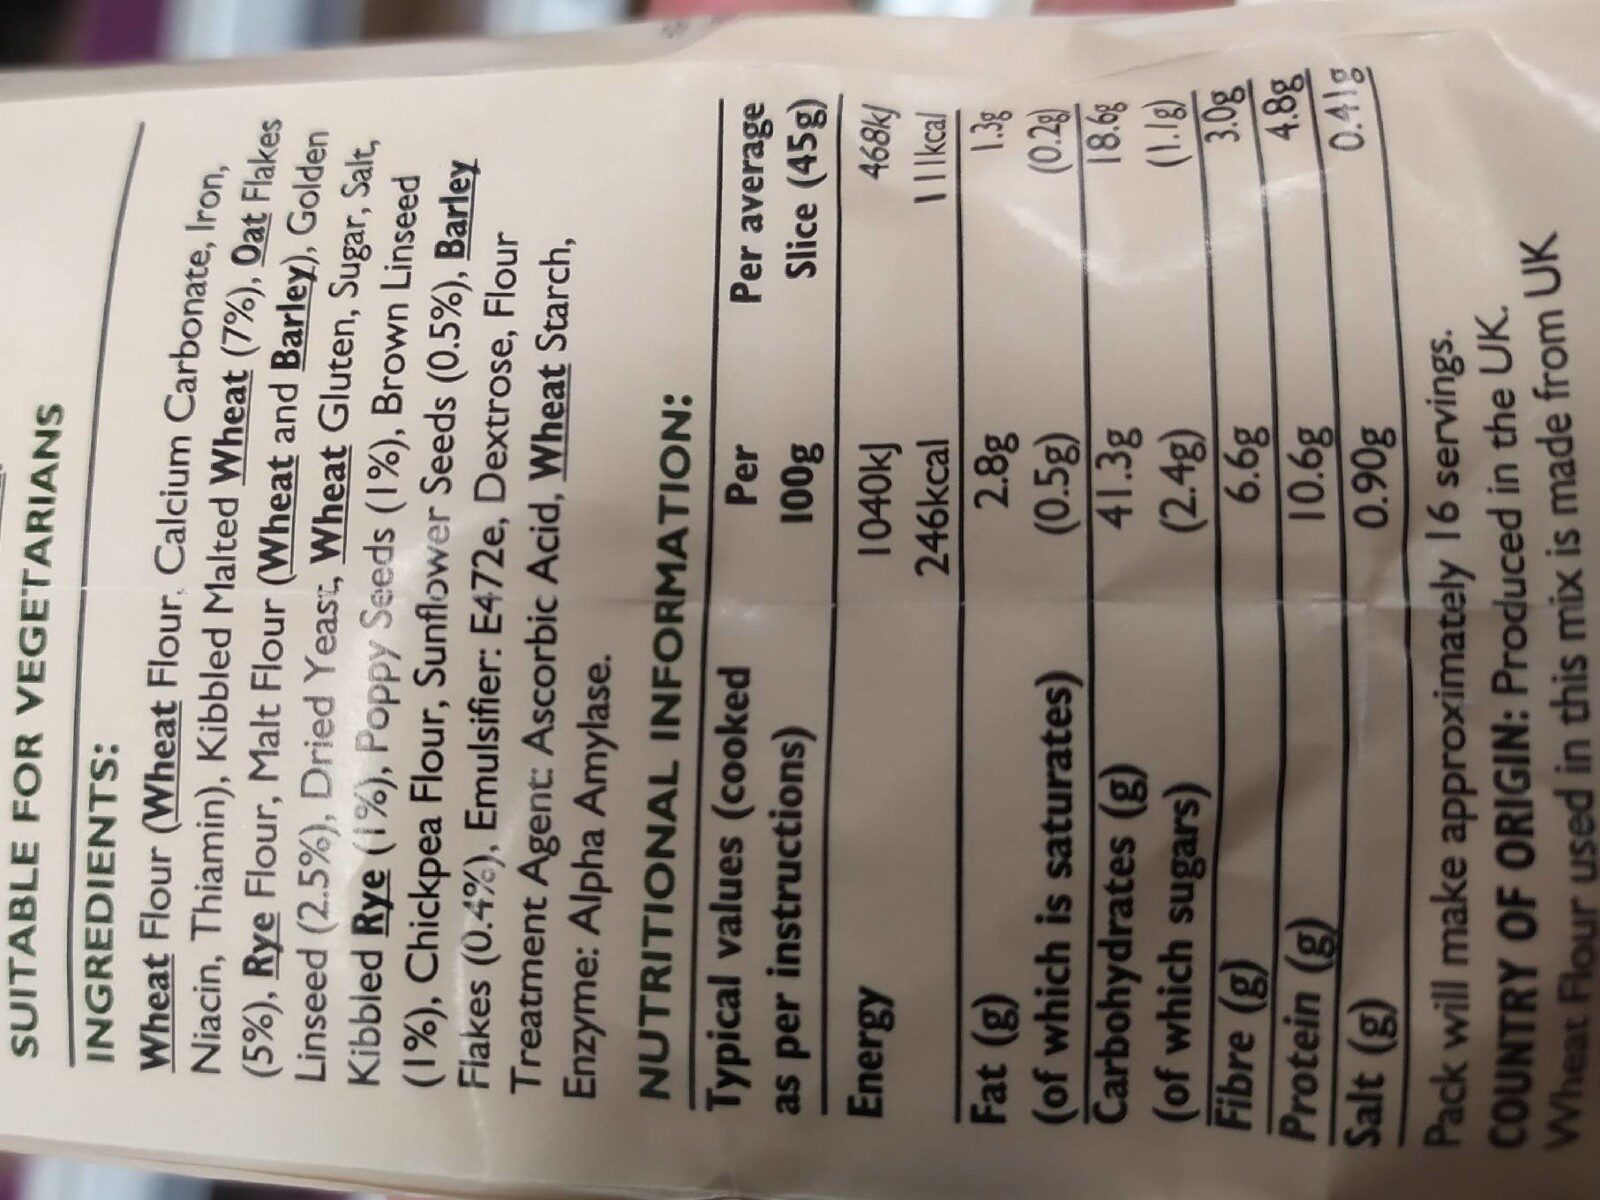 SUITABLE FOR VEGETARIANS
INGREDIENTS:
Wheat Flour (Wheat Flour, Calcium Carbonate, Iron,
Niacin, Thiamin), Kibbled Malted Wheat (7%), Oat Flakes
(5%), Rye Flour, Malt Flour (Wheat and Barley), Golden
Linseed (2.5%), Dried Yeast, Wheat Gluten, Sugar, Salt,
Kibbled Rye (1%), Poppy Seeds (1%), Brown Linseed
(1%), Chickpea Flour, Sunflower Seeds (0.5%), Barley
Flakes (0.4%), Emulsifier: E472e, Dextrose, Flour
Treatment Agent: Ascorbic Acid, Wheat Starch,
Enzyme: Alpha Amylase.
NUTRITIONAL INFORMATION:
Typical values (cooked Per Per average
as per instructions) 100g Slice (45g)
Energy 1040kJ 468kJ
246kcal 111kcal
Fat (g) 2.8g 1.3g
(of which is saturates) (0.5g) (0.2g)
Carbohydrates (g) 41.3g 18.6g
(of which sugars) (2.4g) (1.1g)
Fibre (g) 6.6g 3.0g
Protein (g) 10.6g 4.8g
Salt (g) 0.90g 0.41g
Pack will make approximately 16 servings.
COUNTRY OF ORIGIN: Produced in the UK.
Wheat Flour used in this mix is made from UK